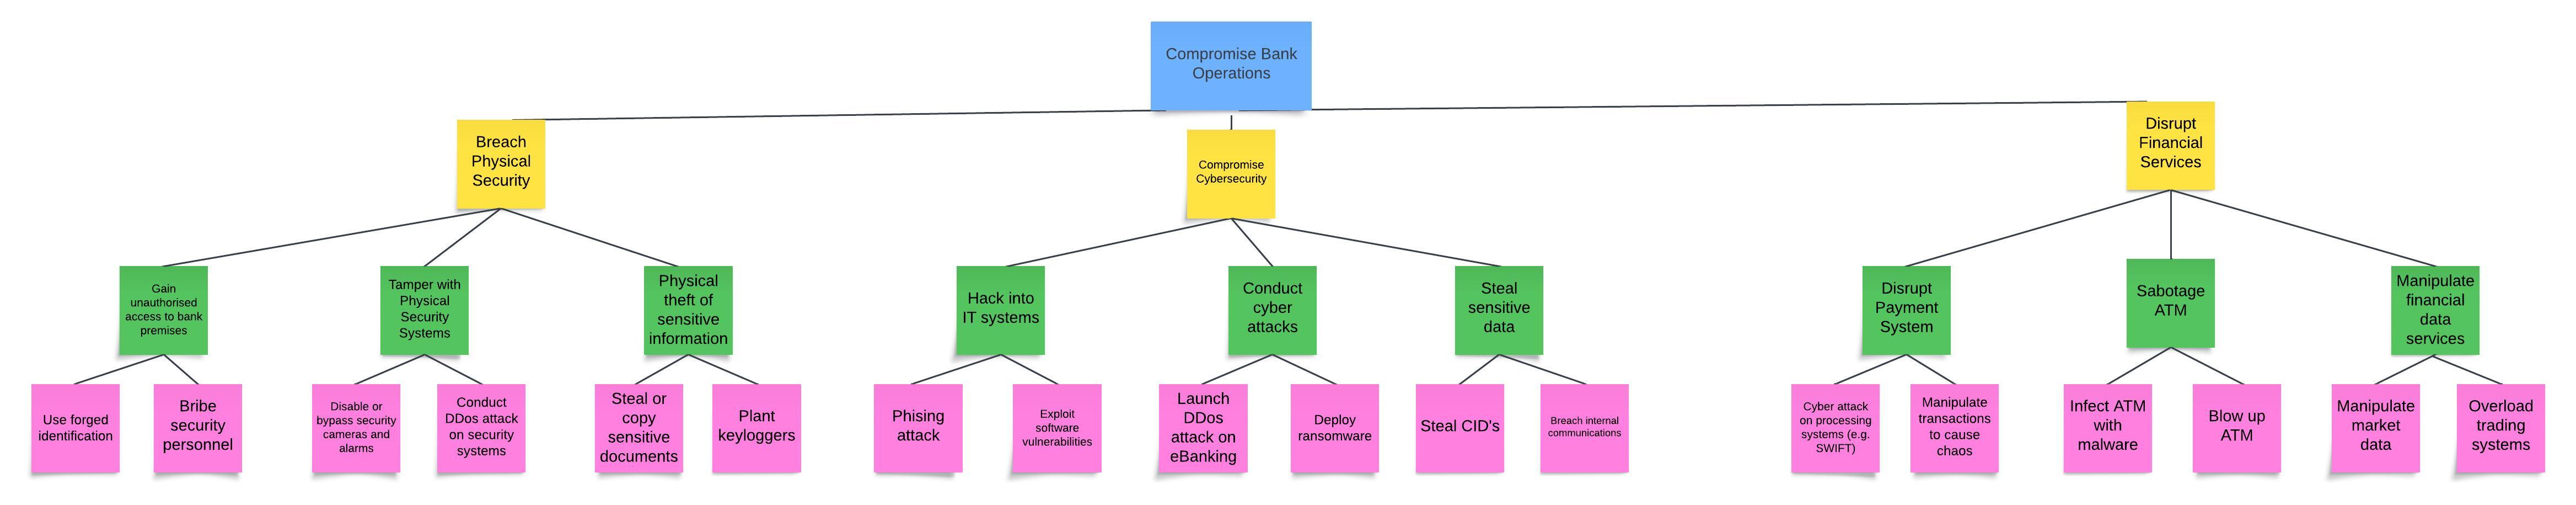 Compromise Bank
Operations
Breach
Physical
Security
Compromise
Cybersecurity
Disrupt
Financial
Services
Gain
unauthorised
access to bank
premises
Tamper with
Physical
Security
Systems
Physical
theft of
sensitive
information
Hack into
IT systems
Conduct
cyber
attacks
Steal
sensitive
data
Disrupt
Payment
System
Sabotage
ATM
Manipulate
financial
data
services
Use forged
identification
Bribe
security
personnel
Disable or
bypass security
cameras and
alarms
Conduct
DDos attack
on security
systems
Steal or
copy
sensitive
documents
Plant
keyloggers
Phising
attack
Exploit
software
vulnerabilities
Launch
DDos
attack on
eBanking
Deploy
ransomware
Steal CID's
Breach internal
communications
Cyber attack
on processing
systems (e.g.
SWIFT)
Manipulate
transactions
to cause
chaos
Infect ATM
with
malware
Blow up
ATM
Manipulate
market
data
Overload
trading
systems